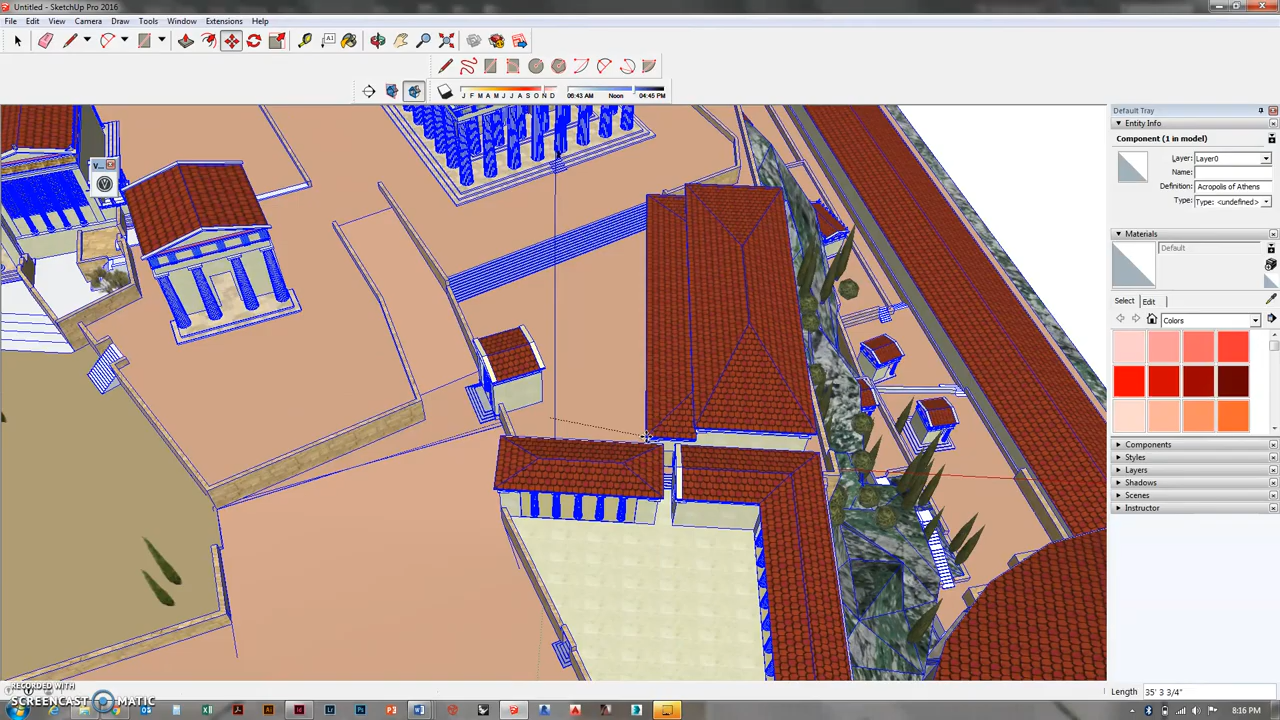 Untitled - SketchUp Pro 2016
File Edit View Camera Draw Tools Window Extensions Help
J F M A M J J A S O N D
06:43 AM Noon 04:45 PM
V...
Default Tray
Entity Info
Component (1 in model)
Layer: Layer0
Name:
Definition: Acropolis of Athens
Type: Type: <undefined>
Materials
Default
Select Edit
Colors
Components
Styles
Layers
Shadows
Scenes
Instructor
Length 35' 3 3/4"
RECORDED WITH
SCREENCAST MATIC
8:16 PM